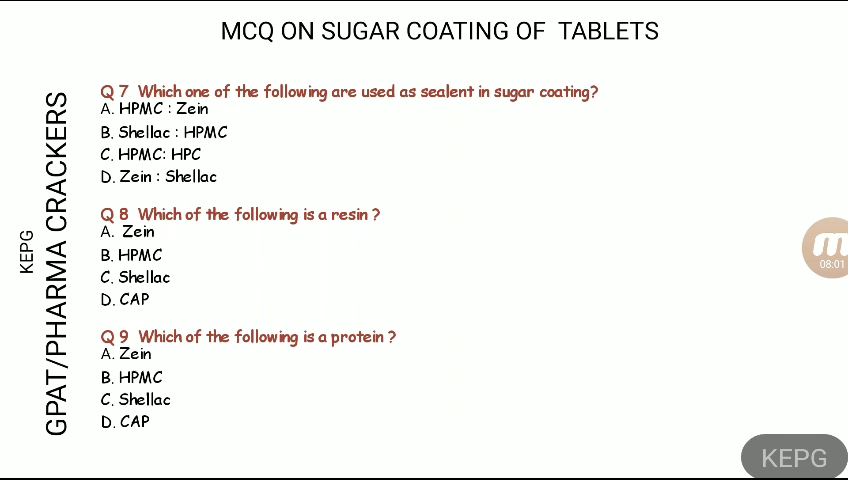 MCQ ON SUGAR COATING OF TABLETS
Q 7 Which one of the following are used as sealent in sugar coating?
A. HPMC : Zein
B. Shellac : HPMC
C. HPMC: HPC
D. Zein : Shellac
Q 8 Which of the following is a resin ?
A. Zein
B. HPMC
C. Shellac
D. CAP
Q 9 Which of the following is a protein ?
A. Zein
B. HPMC
C. Shellac
D. CAP
KEPG
GPAT/PHARMA CRACKERS
08:01
KEPG